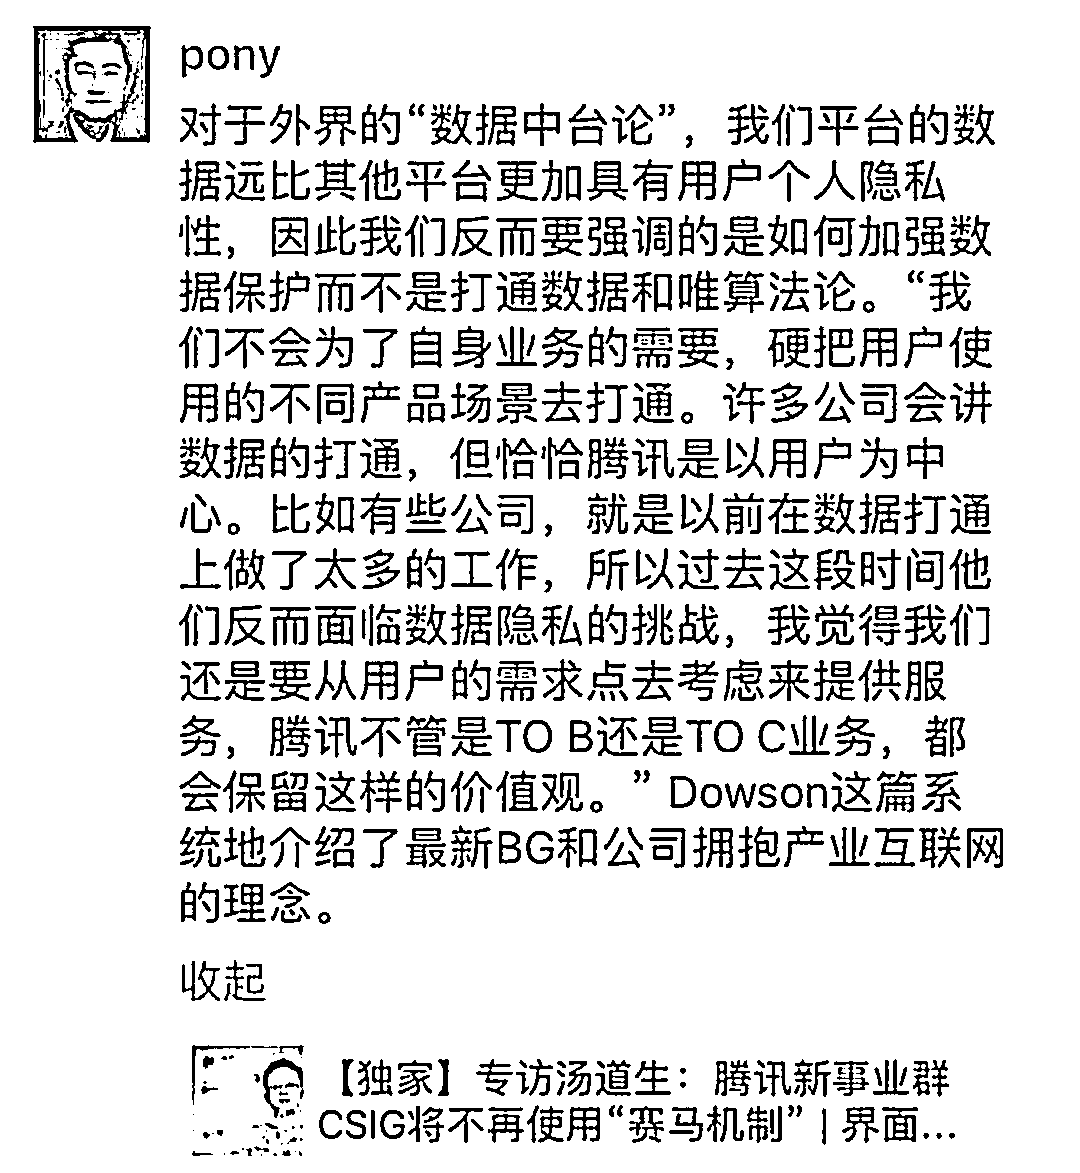 pony
对于外界的“数据中台论”，我们平台的数
据远比其他平台更加具有用户个人隐私
性，因此我们反而要强调的是如何加强数
据保护而不是打通数据和唯算法论。“我
们不会为了自身业务的需要，硬把用户使
用的不同产品场景去打通。许多公司会讲
数据的打通，但恰恰腾讯是以用户为中
心。比如有些公司，就是以前在数据打通
上做了太多的工作，所以过去这段时间他
们反而面临数据隐私的挑战，我觉得我们
还是要从用户的需求点去考虑来提供服
务，腾讯不管是TO B还是TO C业务，都
会保留这样的价值观。” Dowson这篇系
统地介绍了最新BG和公司拥抱产业互联网
的理念。
收起
【独家】专访汤道生：腾讯新事业群
CSIG将不再使用“赛马机制” | 界面...